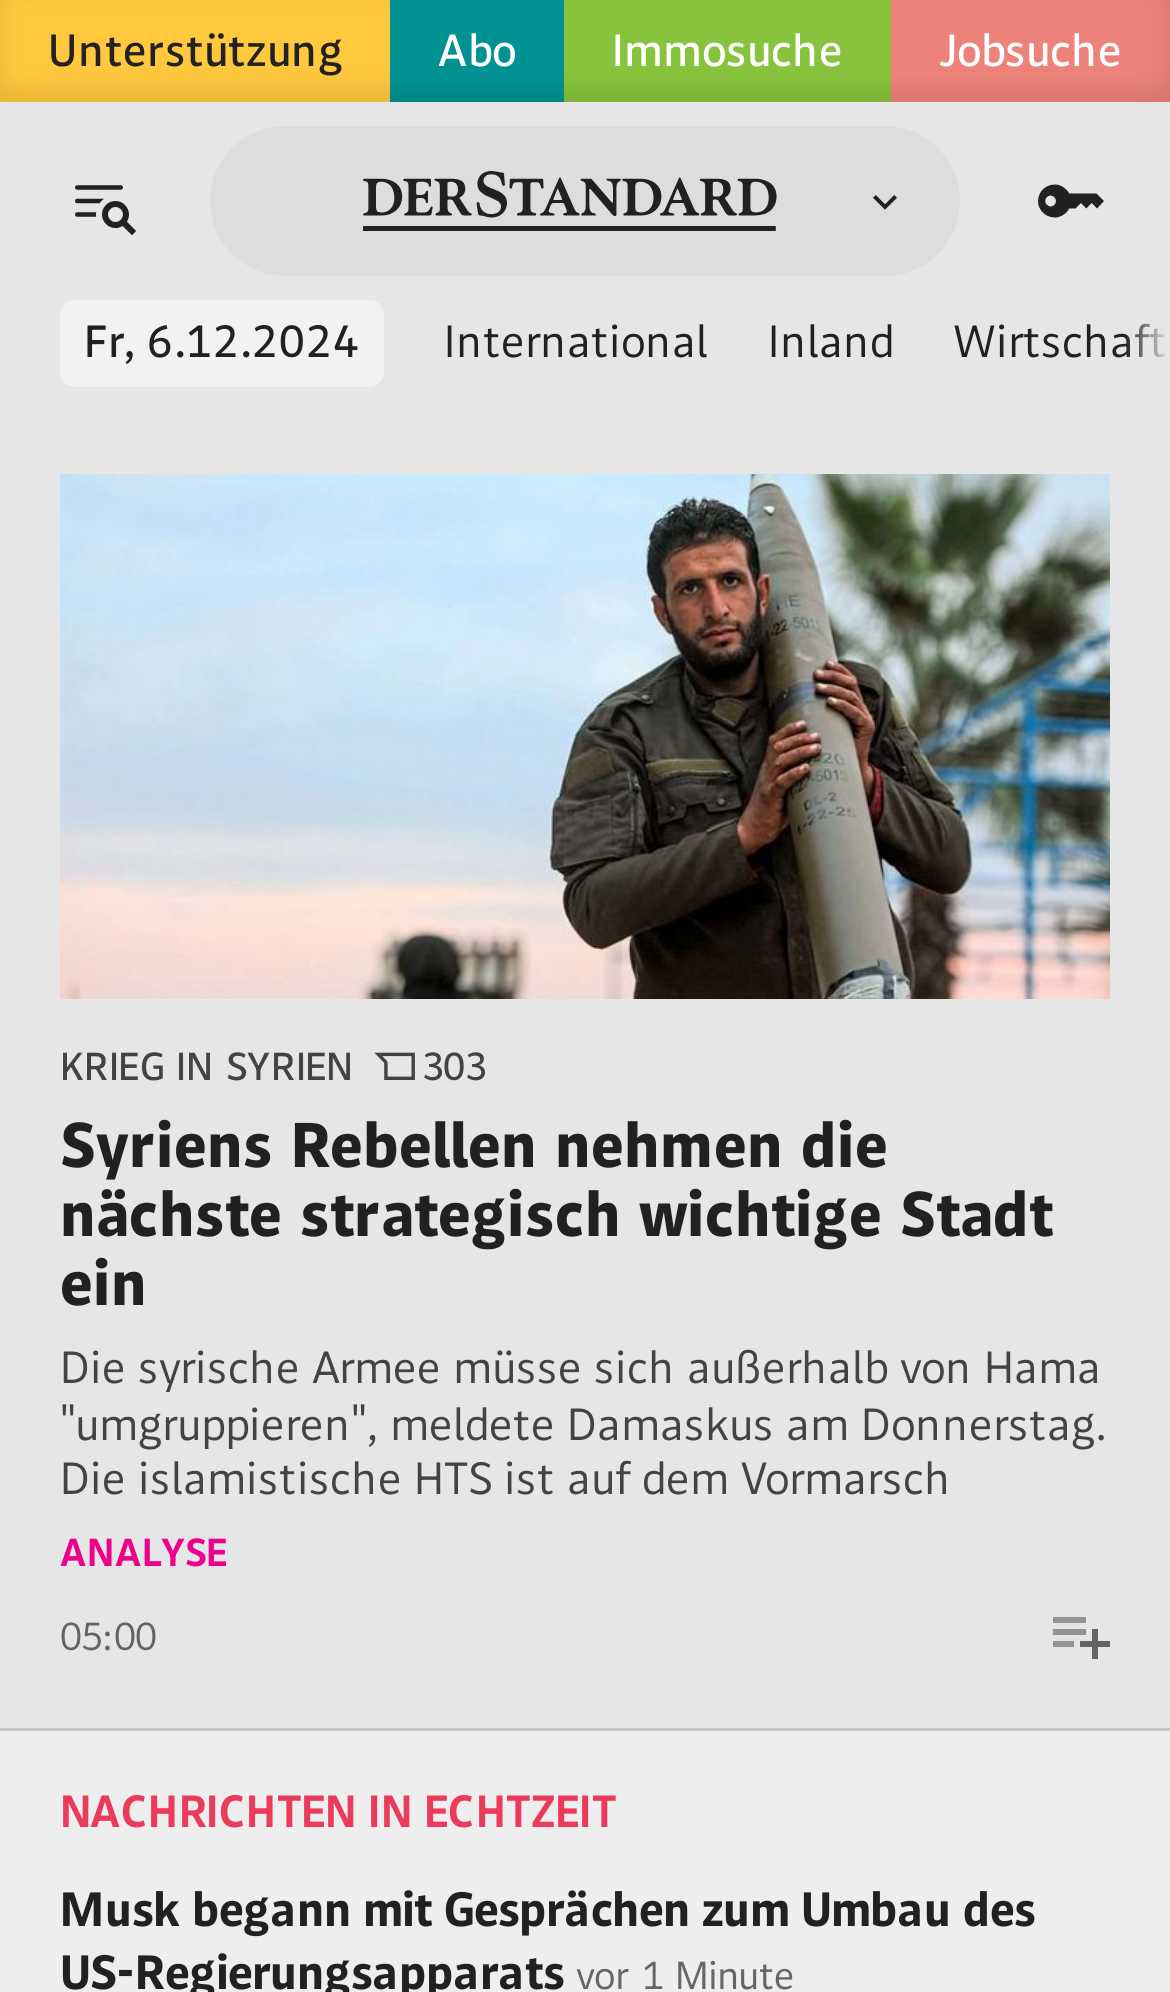 Unterstützung Abo Immosuche Jobsuche
DERSTANDARD
Fr, 6.12.2024 International Inland Wirtschaft
KRIEG IN SYRIEN 303
Syriens Rebellen nehmen die
nächste strategisch wichtige Stadt
ein
Die syrische Armee müsse sich außerhalb von Hama
"umgruppieren", meldete Damaskus am Donnerstag.
Die islamistische HTS ist auf dem Vormarsch
ANALYSE
05:00
NACHRICHTEN IN ECHTZEIT
Musk begann mit Gesprächen zum Umbau des
US-Regierungsapparats vor 1 Minute